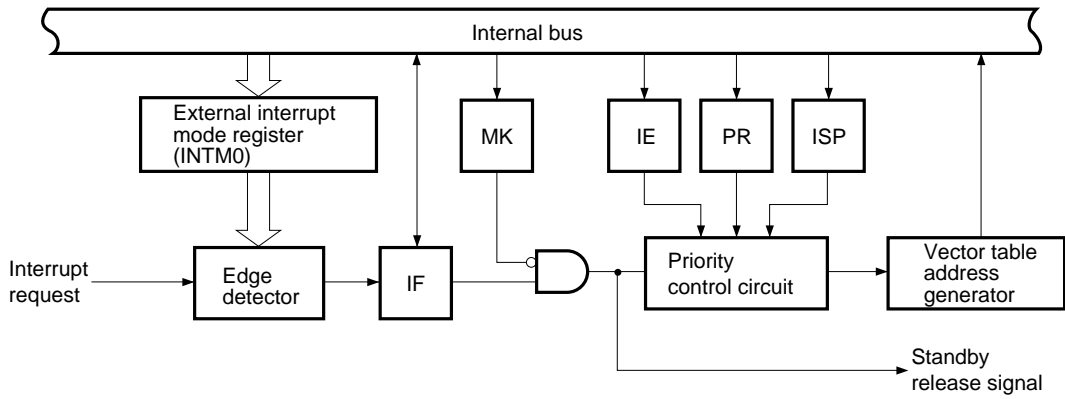 Internal bus
External interrupt
mode register
(INTM0)
MK
IE
PR
ISP
Interrupt
request
Edge
detector
IF
Priority
control circuit
Vector table
address
generator
Standby
release signal